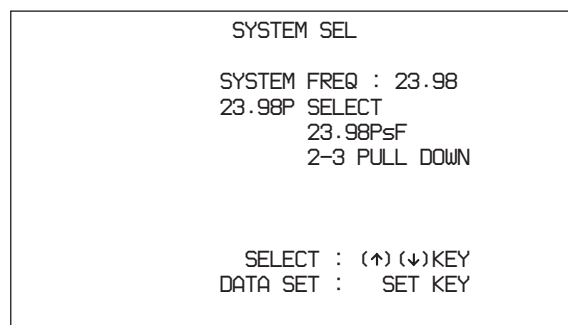 SYSTEM SEL
SYSTEM FREQ : 23.98
23.98P SELECT
23.98PsF
2-3 PULL DOWN
SELECT : (↑)(↓)KEY
DATA SET : SET KEY